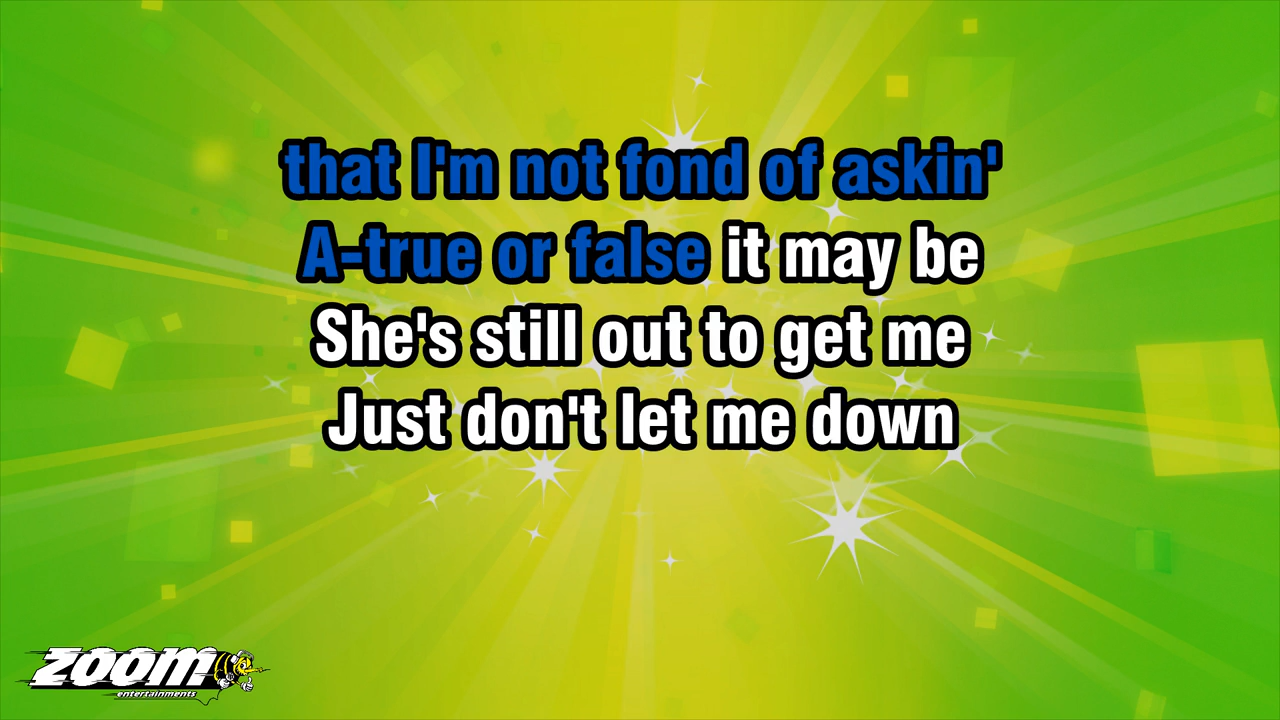 that I'm not fond of askin'
A-true or false it may be
She's still out to get me
Just don't let me down
zoom
entertainments